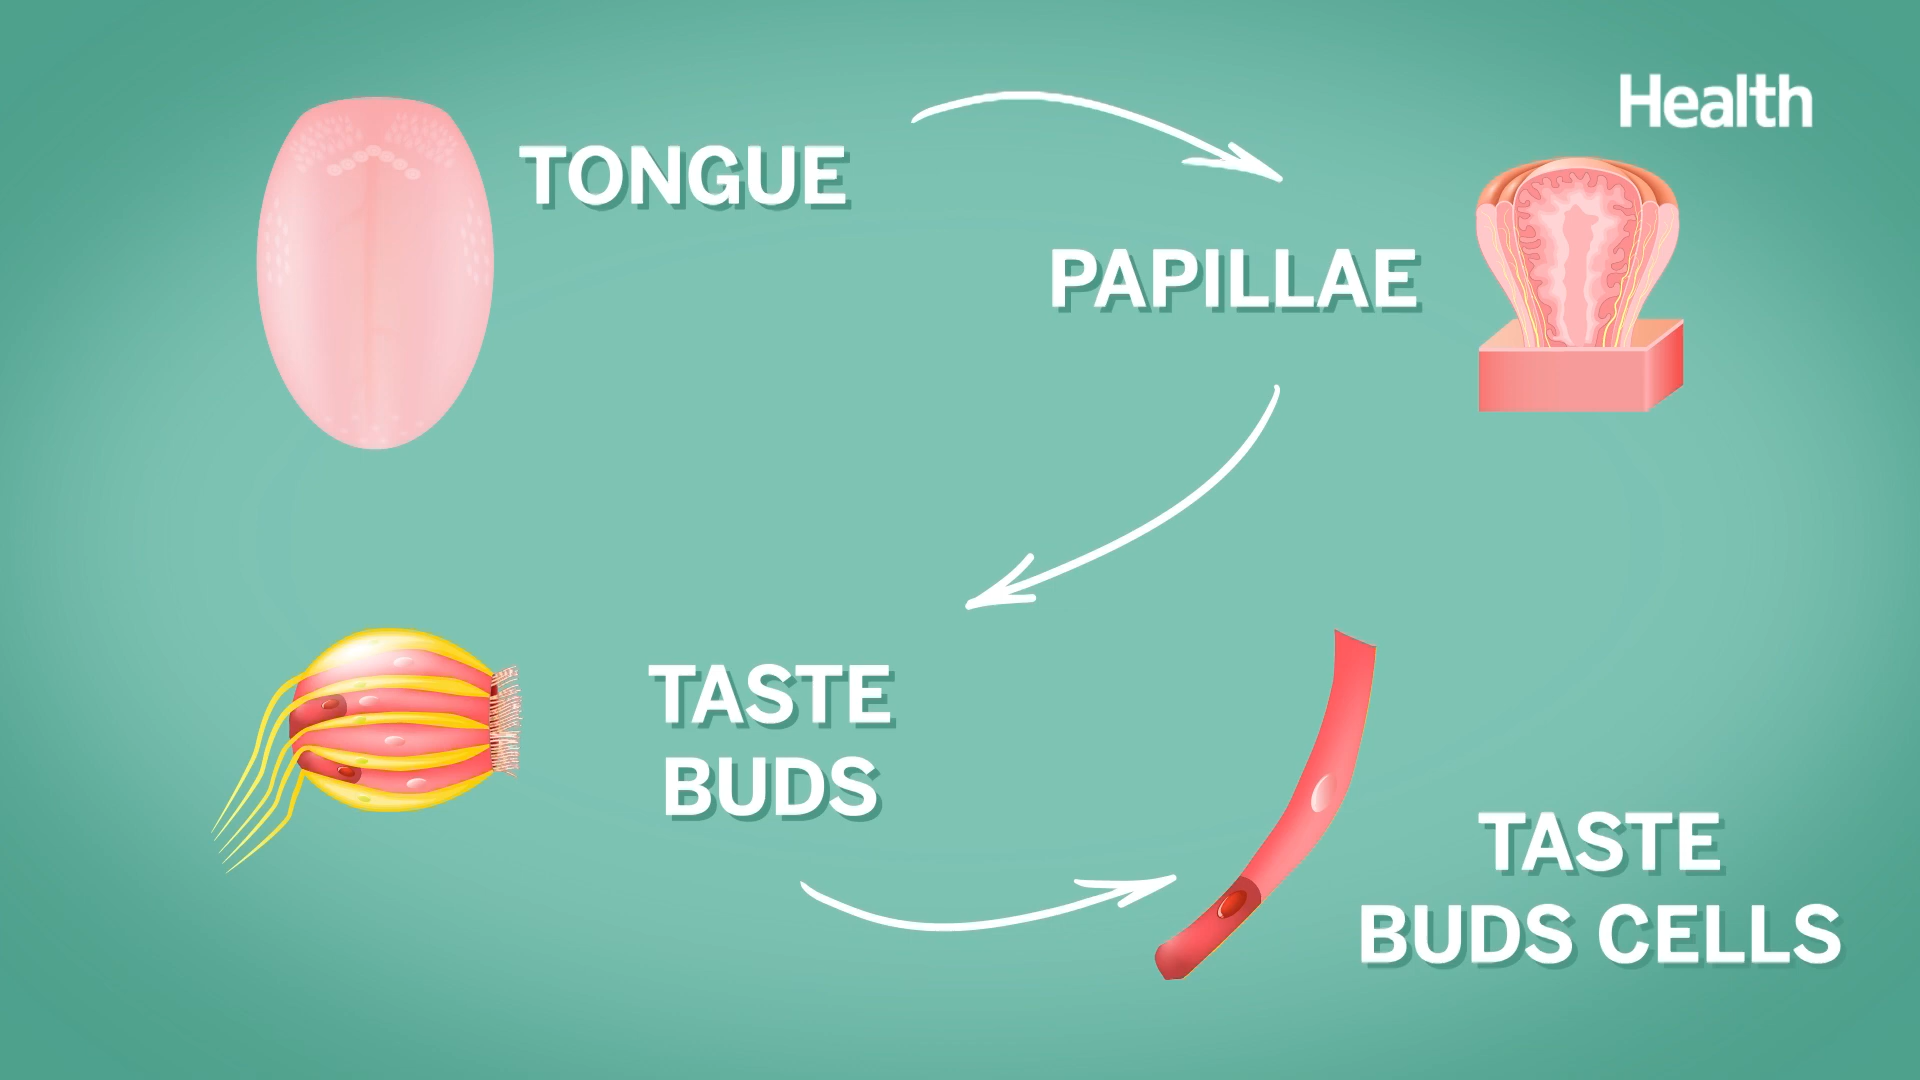 Health
TONGUE
PAPILLAE
TASTE
BUDS
TASTE
BUDS CELLS